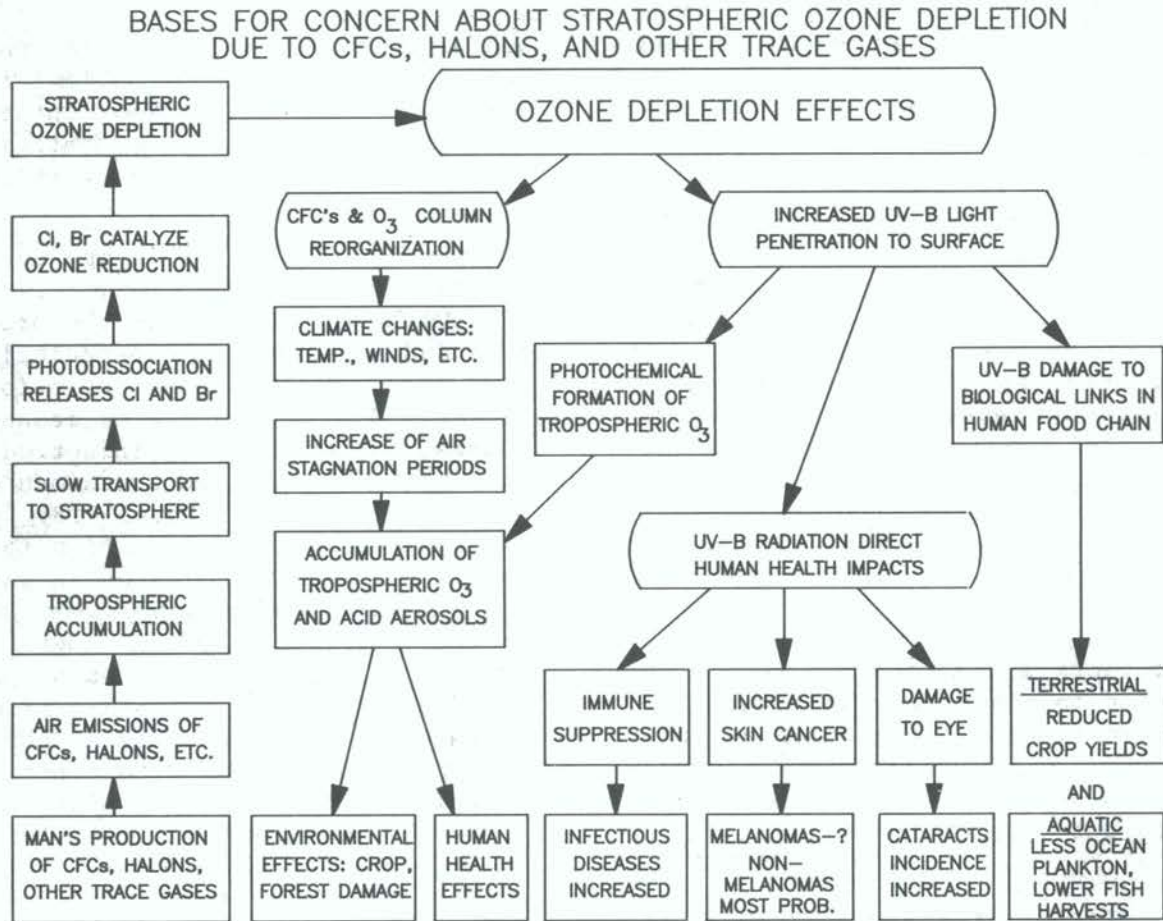 BASES FOR CONCERN ABOUT STRATOSPHERIC OZONE DEPLETION
DUE TO CFCs, HALONS, AND OTHER TRACE GASES
STRATOSPHERIC
OZONE DEPLETION
OZONE DEPLETION EFFECTS
Cl, Br CATALYZE
OZONE REDUCTION
CFC's & O3 COLUMN
REORGANIZATION
INCREASED UV-B LIGHT
PENETRATION TO SURFACE
PHOTODISSOCIATION
RELEASES Cl AND Br
CLIMATE CHANGES:
TEMP., WINDS, ETC.
PHOTOCHEMICAL
FORMATION OF
TROPOSPHERIC O3
UV-B DAMAGE TO
BIOLOGICAL LINKS IN
HUMAN FOOD CHAIN
SLOW TRANSPORT
TO STRATOSPHERE
INCREASE OF AIR
STAGNATION PERIODS
TROPOSPHERIC
ACCUMULATION
ACCUMULATION OF
TROPOSPHERIC O3
AND ACID AEROSOLS
UV-B RADIATION DIRECT
HUMAN HEALTH IMPACTS
AIR EMISSIONS OF
CFCs, HALONS, ETC.
IMMUNE
SUPPRESSION
INCREASED
SKIN CANCER
DAMAGE
TO EYE
TERRESTRIAL
REDUCED
CROP YIELDS
AND
MAN'S PRODUCTION
OF CFCs, HALONS,
OTHER TRACE GASES
ENVIRONMENTAL
EFFECTS: CROP,
FOREST DAMAGE
HUMAN
HEALTH
EFFECTS
INFECTIOUS
DISEASES
INCREASED
MELANOMAS-?
NON-
MELANOMAS
MOST PROB.
CATARACTS
INCIDENCE
INCREASED
AQUATIC
LESS OCEAN
PLANKTON,
LOWER FISH
HARVESTS